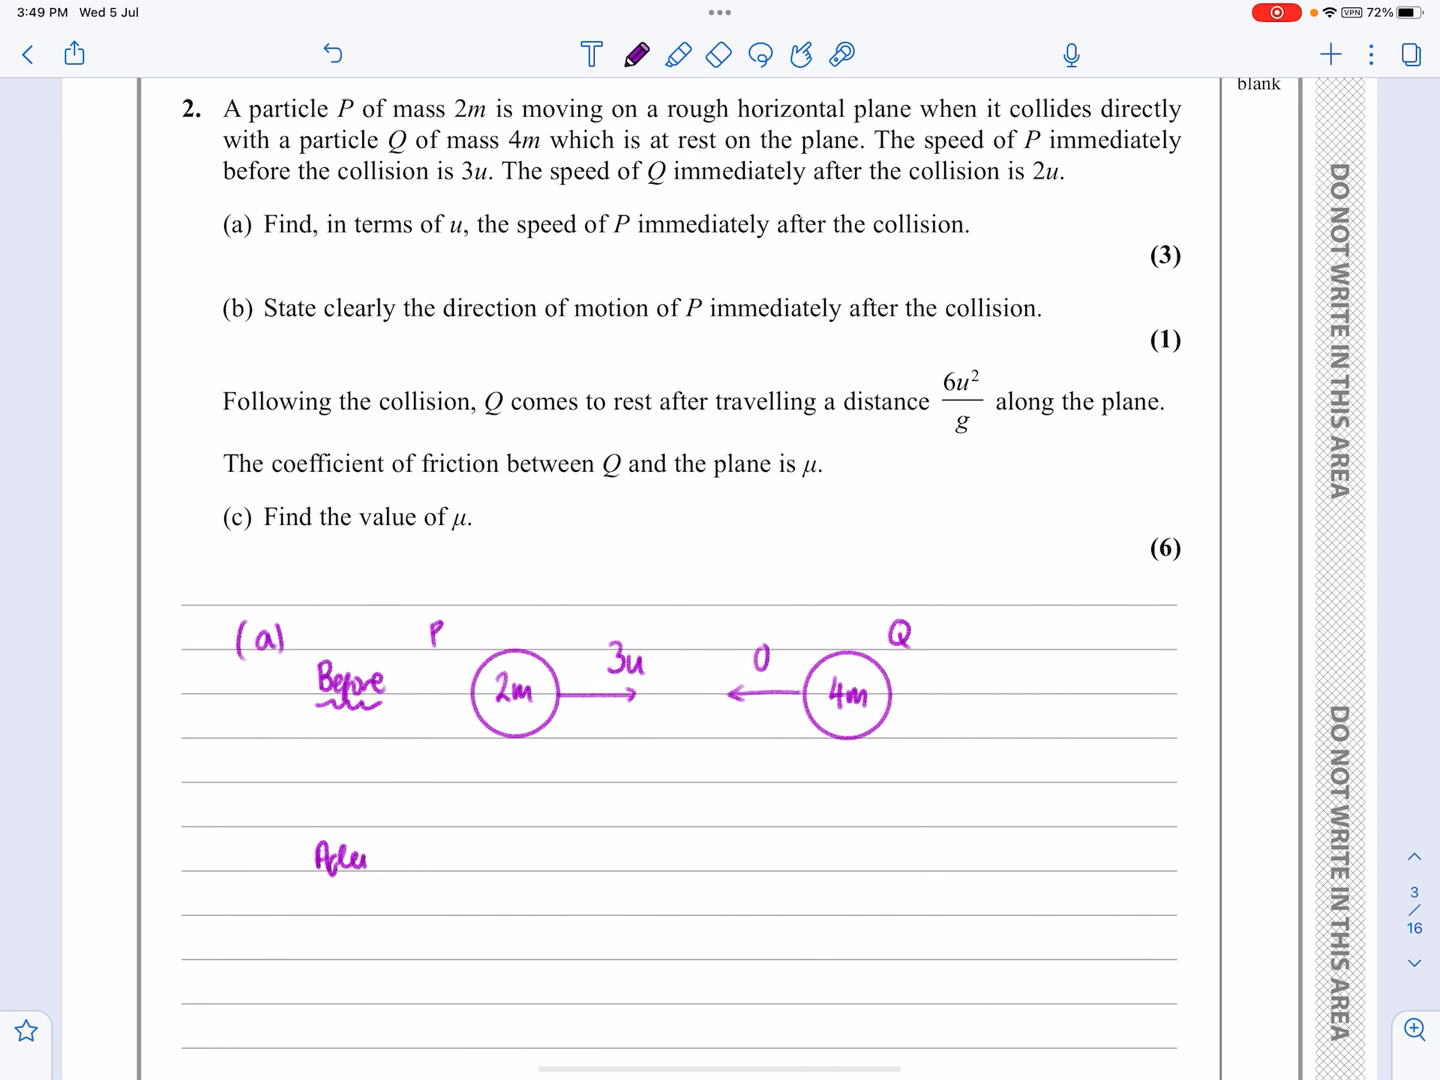 3:49 PM Wed 5 Jul
VPN 72%
T
blank
2. A particle P of mass 2m is moving on a rough horizontal plane when it collides directly
with a particle Q of mass 4m which is at rest on the plane. The speed of P immediately
before the collision is 3u. The speed of Q immediately after the collision is 2u.
(a) Find, in terms of u, the speed of P immediately after the collision.
(3)
(b) State clearly the direction of motion of P immediately after the collision.
(1)
Following the collision, Q comes to rest after travelling a distance 6u²/g along the plane.
The coefficient of friction between Q and the plane is μ.
(c) Find the value of μ.
(6)
(a) P Q
Before 2m 3u 0 4m
After
DO NOT WRITE IN THIS AREA
DO NOT WRITE IN THIS AREA
3
/
16